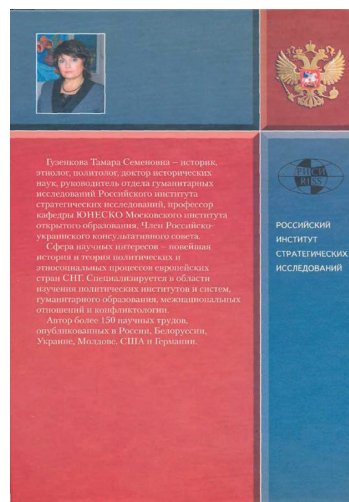 Гузенкова Тамара Семеновна – историк,
этнолог, политолог, доктор исторических
наук, руководитель отдела гуманитарных
исследований Российского института
стратегических исследований, профессор
кафедры ЮНЕСКО Московского института
открытого образования. Член Российско-
украинского консультативного совета.
Сфера научных интересов – новейшая
история и теория политических и
этносоциальных процессов европейских
стран СНГ. Специализируется в области
изучения политических институтов и систем,
гуманитарного образования, межнациональных
отношений и конфликтологии.
Автор более 150 научных трудов,
опубликованных в России, Белоруссии,
Украине, Молдове, США и Германии.
РИСИ
RISS
РОССИЙСКИЙ
ИНСТИТУТ
СТРАТЕГИЧЕСКИХ
ИССЛЕДОВАНИЙ